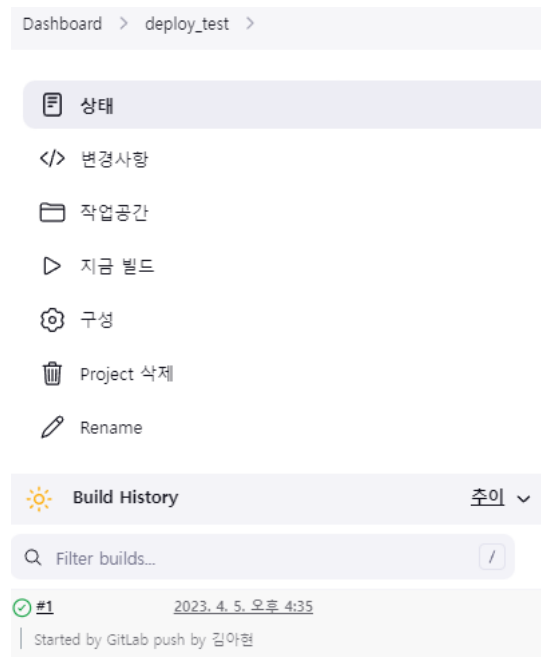 Dashboard > deploy_test >
상태
변경사항
작업공간
지금 빌드
구성
Project 삭제
Rename
Build History 추이
Filter builds... /
#1 2023. 4. 5. 오후 4:35
Started by GitLab push by 김아현